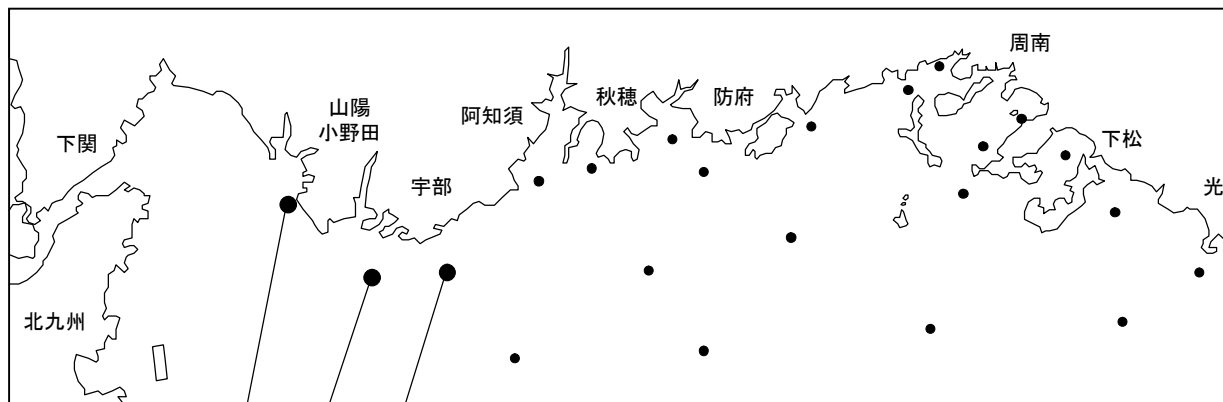 周南
山陽
小野田
阿知須
秋穂
防府
下関
下松
宇部
光
北九州